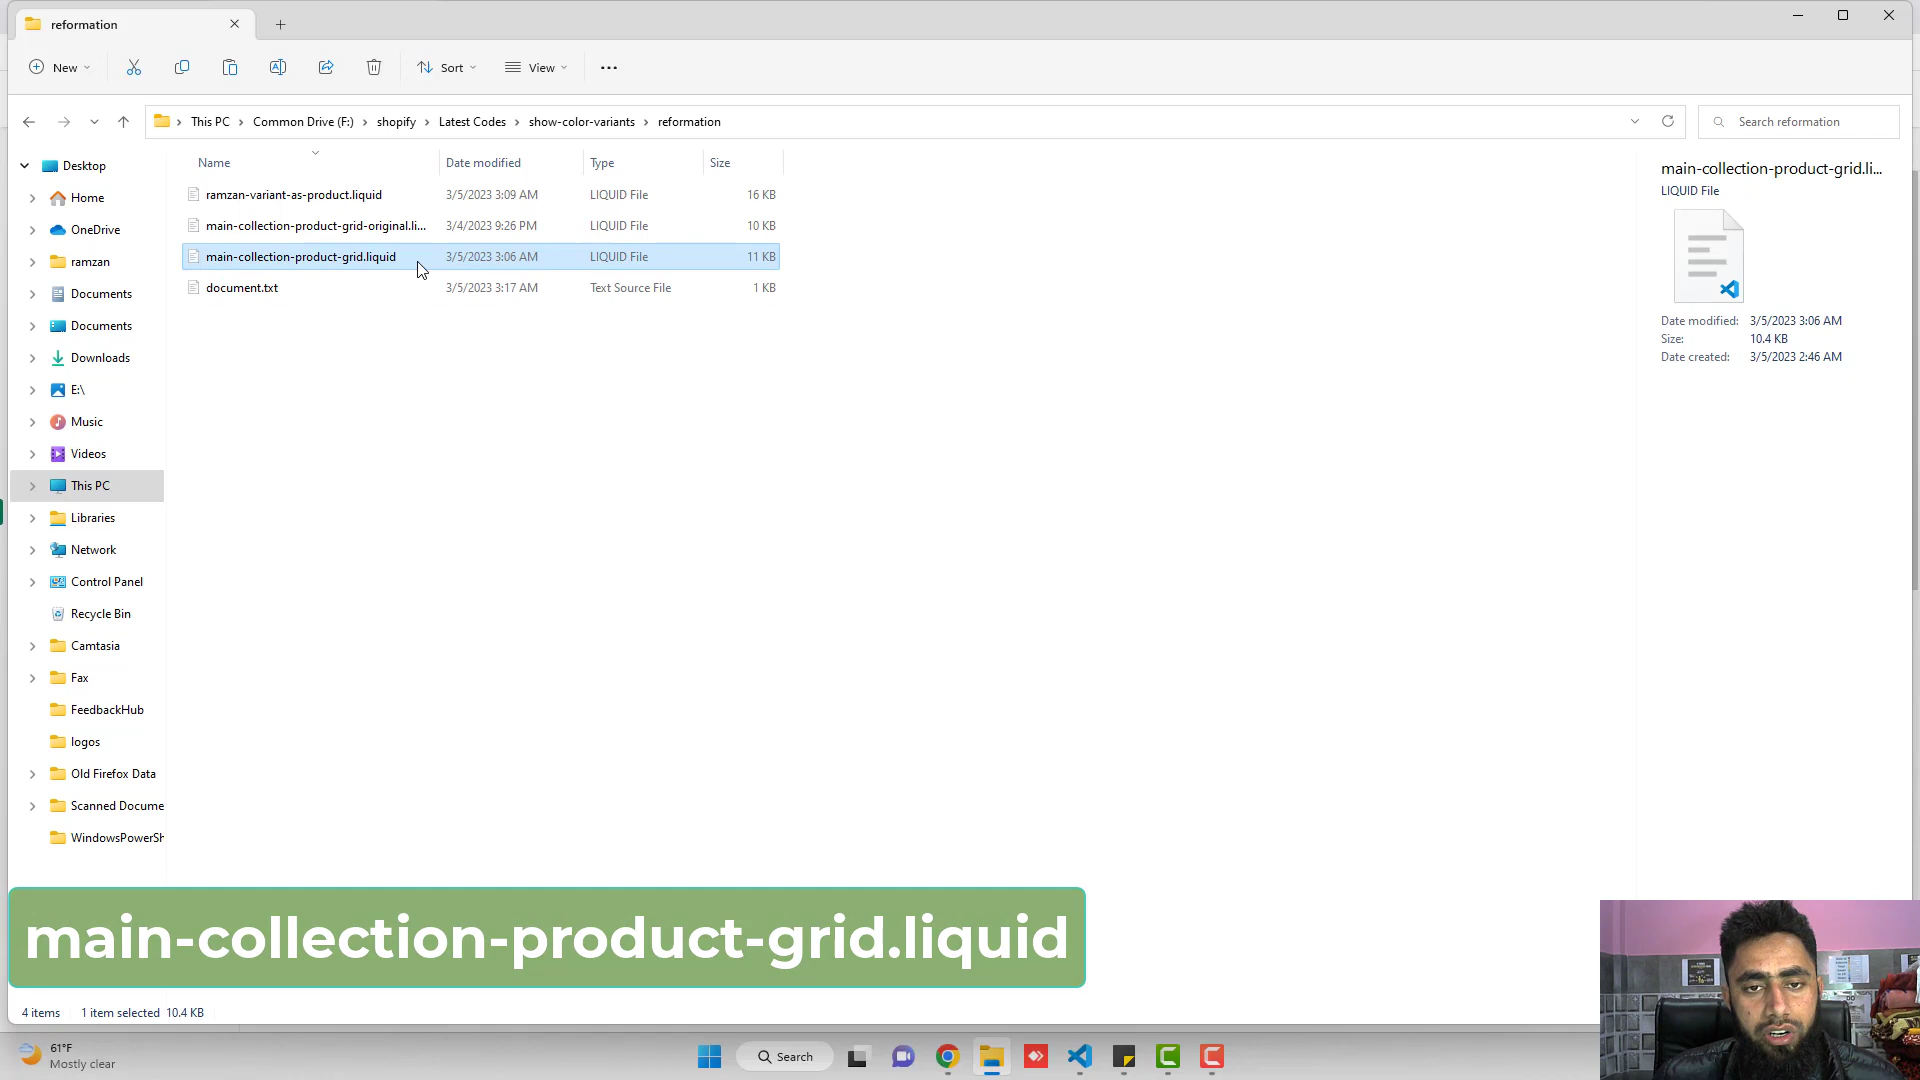 reformation
New
Sort
View
This PC
Common Drive (F:)
shopify
Latest Codes
show-color-variants
reformation
Search reformation
Desktop
Home
OneDrive
ramzan
Documents
Documents
Downloads
E:\
Music
Videos
This PC
Libraries
Network
Control Panel
Recycle Bin
Camtasia
Fax
FeedbackHub
logos
Old Firefox Data
Scanned Docume
WindowsPowerSh
Name Date modified Type Size
ramzan-variant-as-product.liquid 3/5/2023 3:09 AM LIQUID File 16 KB
main-collection-product-grid-original.li... 3/4/2023 9:26 PM LIQUID File 10 KB
main-collection-product-grid.liquid 3/5/2023 3:06 AM LIQUID File 11 KB
document.txt 3/5/2023 3:17 AM Text Source File 1 KB
main-collection-product-grid.li...
LIQUID File
Date modified: 3/5/2023 3:06 AM
Size: 10.4 KB
Date created: 3/5/2023 2:46 AM
main-collection-product-grid.liquid
4 items 1 item selected 10.4 KB
61°F
Mostly clear
Search